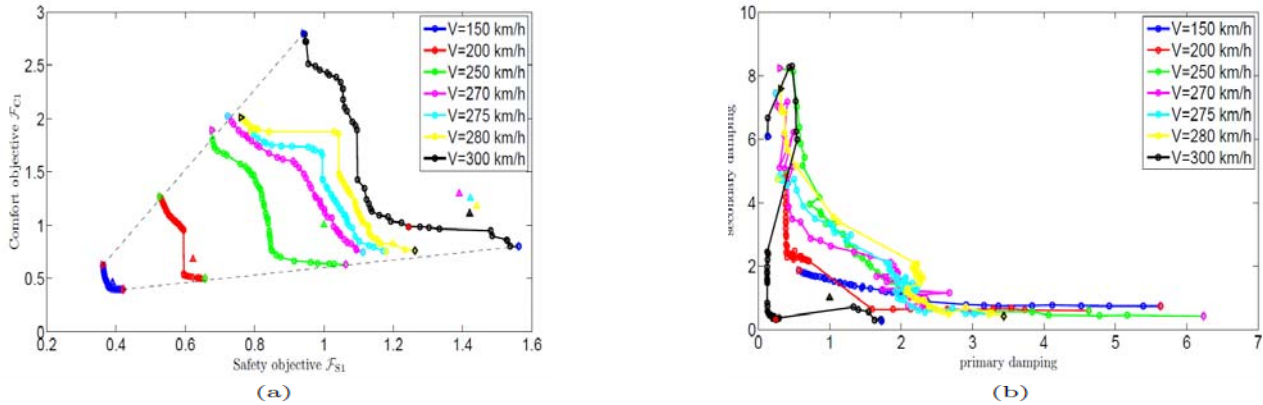 3
2.5
2
1.5
1
0.5
0
0.2
0.4
0.6
0.8
1
1.2
1.4
1.6
Comfort objective F_C1
Safety objective F_S1
V=150 km/h
V=200 km/h
V=250 km/h
V=270 km/h
V=275 km/h
V=280 km/h
V=300 km/h
(a)
10
8
6
4
2
0
0
1
2
3
4
5
6
7
secondary damping
primary damping
V=150 km/h
V=200 km/h
V=250 km/h
V=270 km/h
V=275 km/h
V=280 km/h
V=300 km/h
(b)